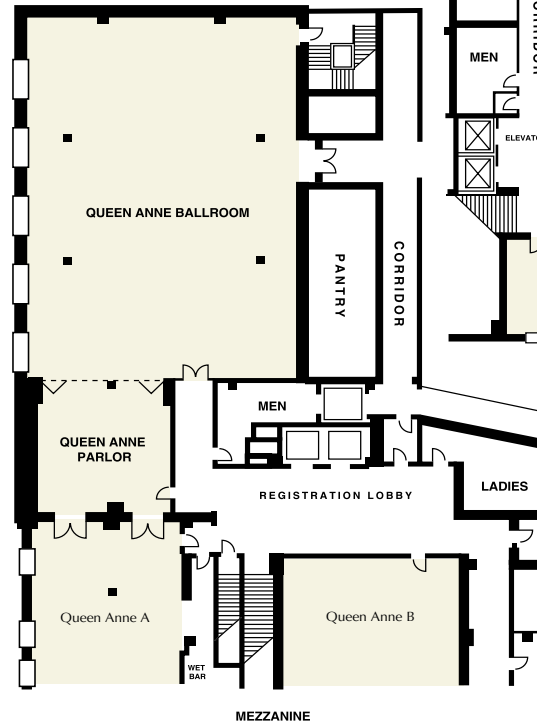 CORRIDOR
MEN
ELEVAT
QUEEN ANNE BALLROOM
PANTRY
CORRIDOR
MEN
QUEEN ANNE
PARLOR
REGISTRATION LOBBY
LADIES
Queen Anne A
Queen Anne B
WET
BAR
MEZZANINE